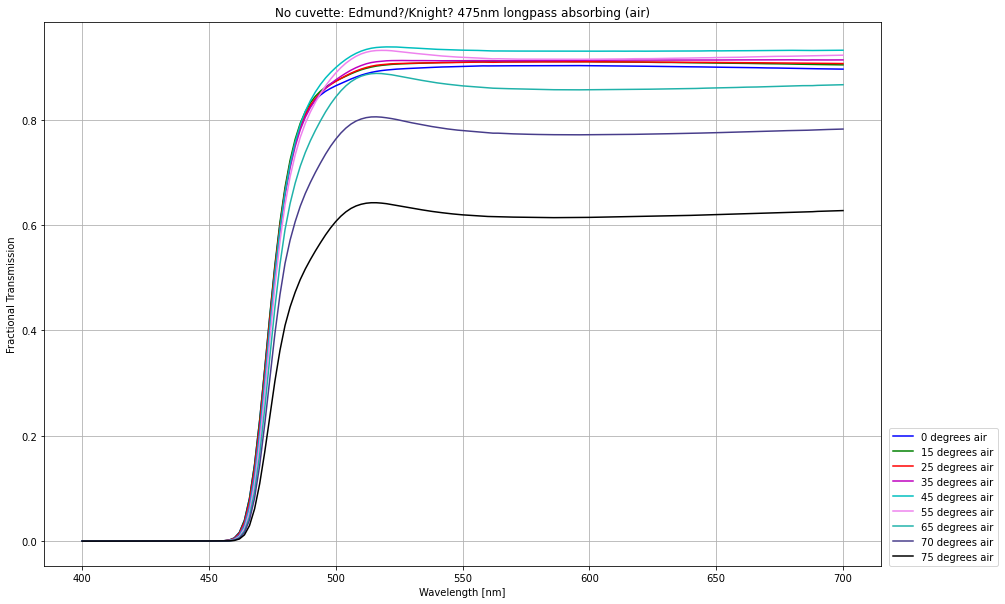 No cuvette: Edmund?/Knight? 475nm longpass absorbing (air)
Fractional Transmission
0.8
0.6
0.4
0.2
0.0
400 450 500 550 600 650 700
Wavelength [nm]
0 degrees air
15 degrees air
25 degrees air
35 degrees air
45 degrees air
55 degrees air
65 degrees air
70 degrees air
75 degrees air